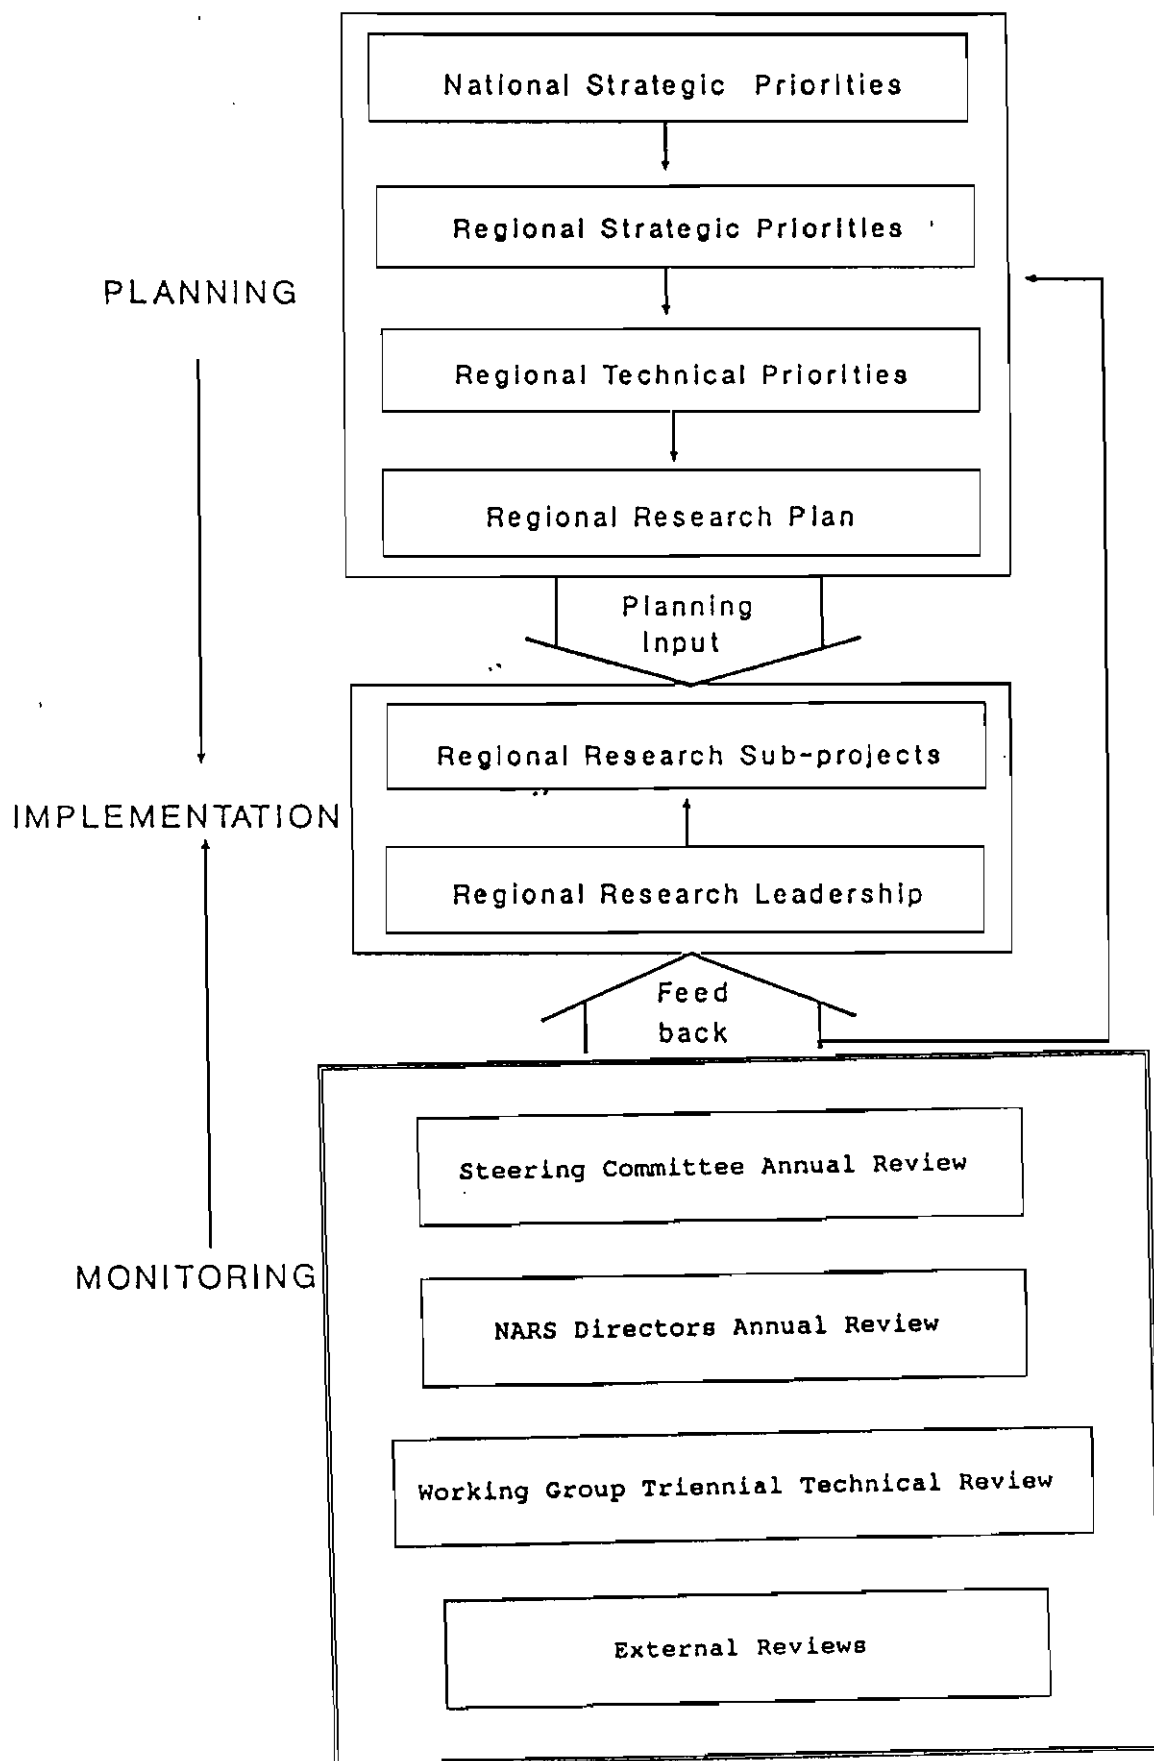 National Strategic Priorities
Regional Strategic Priorities
PLANNING
Regional Technical Priorities
Regional Research Plan
Planning
Input
Regional Research Sub-projects
IMPLEMENTATION
Regional Research Leadership
Feed
back
Steering Committee Annual Review
MONITORING
NARS Directors Annual Review
Working Group Triennial Technical Review
External Reviews